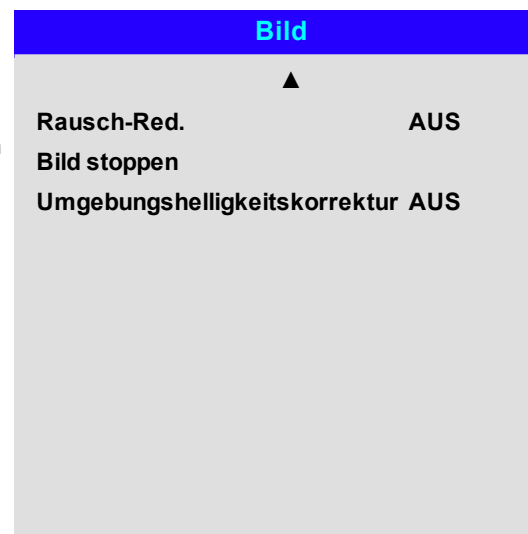 Bild
▲
Rausch-Red. AUS
Bild stoppen
Umgebungshelligkeitskorrektur AUS